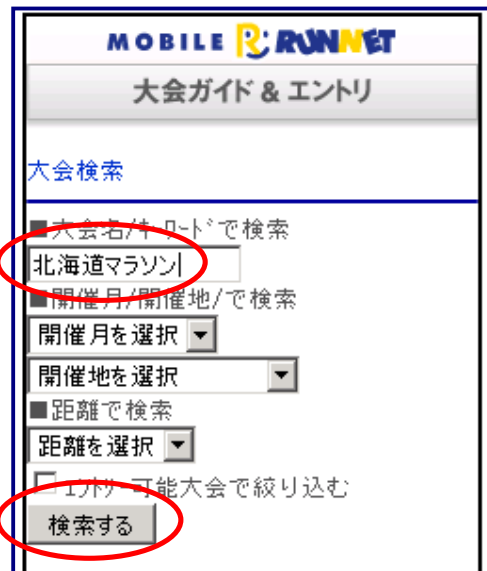 MOBILE RUNNET
大会ガイド & エントリ
大会検索
■大会名/ｷｰﾜｰﾄﾞで検索
北海道マラソン
■開催月/開催地/で検索
開催月を選択
開催地を選択
■距離で検索
距離を選択
ｴﾝﾄﾘｰ可能大会で絞り込む
検索する